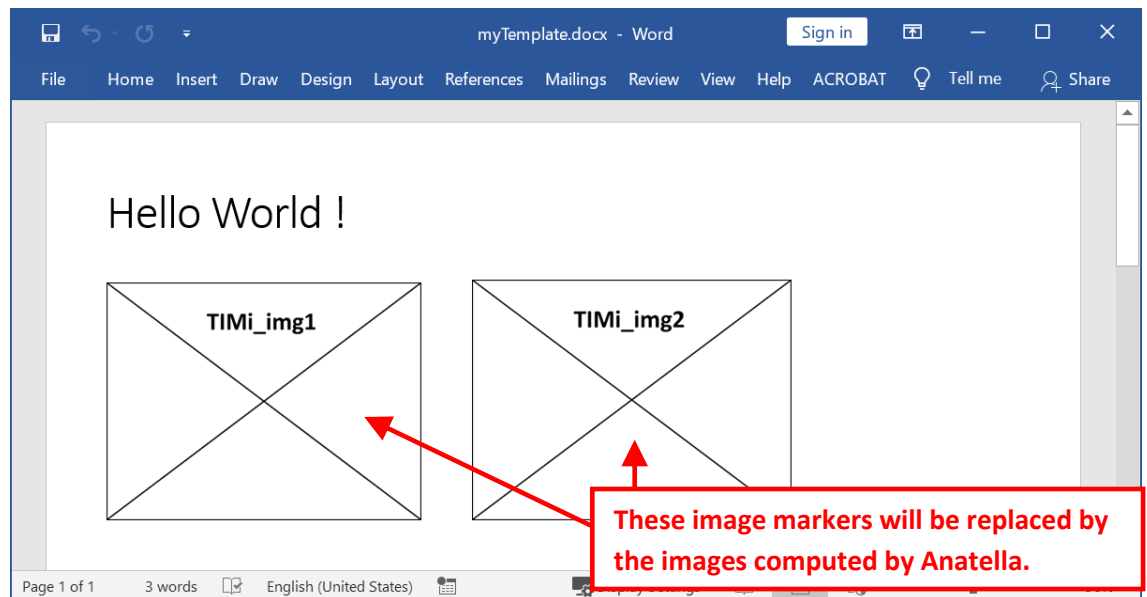 myTemplate.docx - Word Sign in
File Home Insert Draw Design Layout References Mailings Review View Help ACROBAT Tell me Share
Hello World !
TIMi_img1 TIMi_img2
These image markers will be replaced by
the images computed by Anatella.
Page 1 of 1 3 words English (United States)